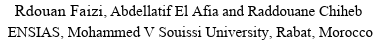 Rdouan Faizi, Abdellatif El Afia and Raddouane Chiheb
ENSIAS, Mohammed V Souissi University, Rabat, Morocco